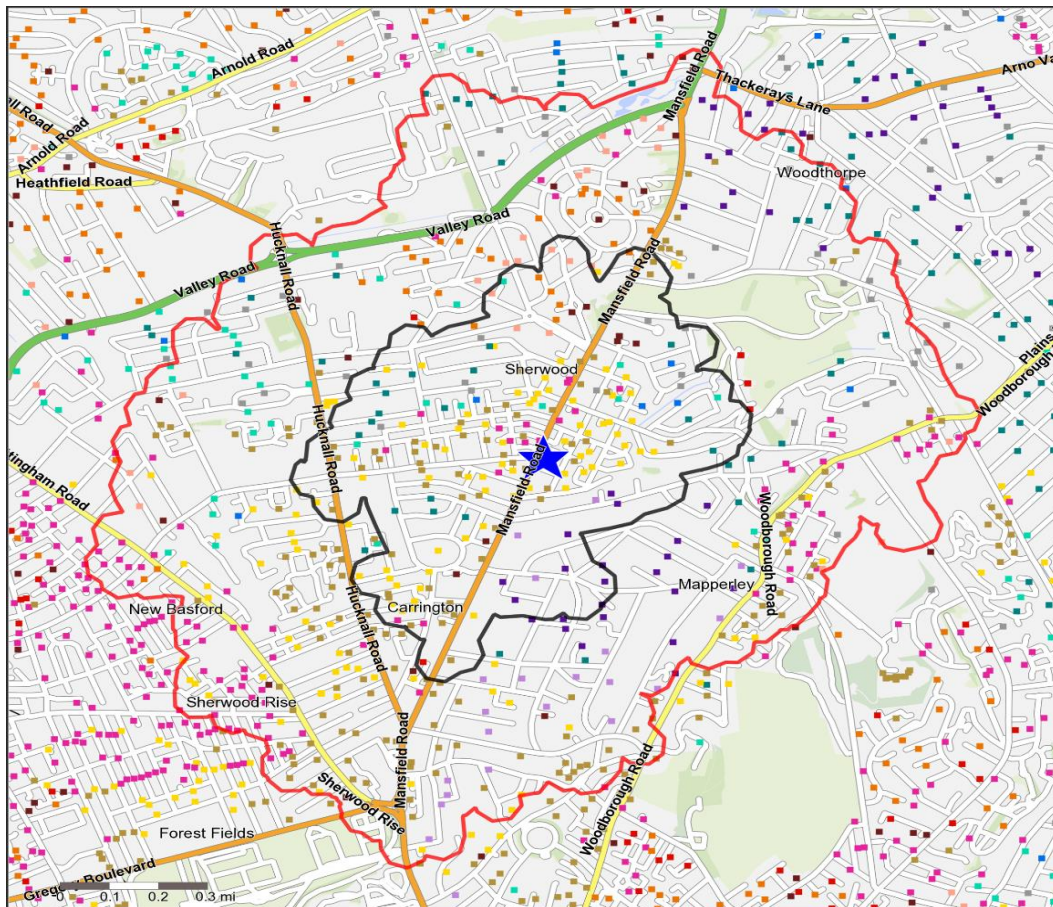 Arnold Road
Mansfield Road
Thackerays Lane
Arno Va
all Road
Arnold Road
Heathfield Road
Woodthorpe
Hucknall Road
Valley Road
Valley Road
Mansfield Road
Plains
Woodborough
Sherwood
Hucknall Road
Mansfield Road
tingham Road
Woodborough Road
Mapperley
New Basford
Carrington
Hucknall Road
Sherwood Rise
Mansfield Road
Woodborough Road
Sherwood Rise
Forest Fields
Gregory Boulevard
0 0.1 0.2 0.3 mi